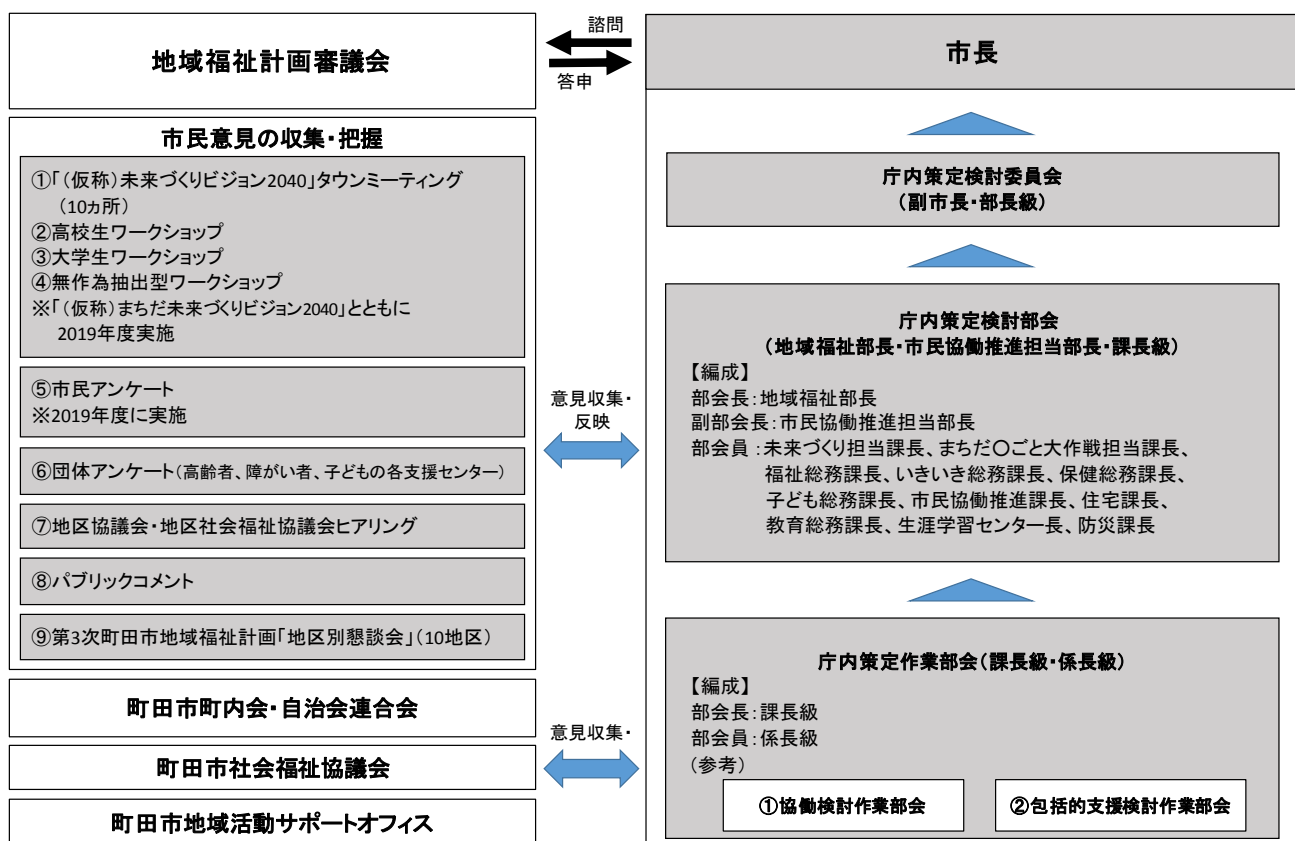 地域福祉計画審議会
諮問
答申
市長
市民意見の収集・把握
①「（仮称）未来づくりビジョン2040」タウンミーティング
（10ヵ所）
②高校生ワークショップ
③大学生ワークショップ
④無作為抽出型ワークショップ
※「（仮称）まちだ未来づくりビジョン2040」とともに
2019年度実施
⑤市民アンケート
※2019年度に実施
⑥団体アンケート（高齢者、障がい者、子どもの各支援センター）
⑦地区協議会・地区社会福祉協議会ヒアリング
⑧パブリックコメント
⑨第3次町田市地域福祉計画「地区別懇談会」（10地区）
町田市町内会・自治会連合会
町田市社会福祉協議会
町田市地域活動サポートオフィス
意見収集・
反映
意見収集・
庁内策定検討委員会
（副市長・部長級）
庁内策定検討部会
（地域福祉部長・市民協働推進担当部長・課長級）
【編成】
部会長：地域福祉部長
副部会長：市民協働推進担当部長
部会員：未来づくり担当課長、まちだ〇ごと大作戦担当課長、
福祉総務課長、いきいき総務課長、保健総務課長、
子ども総務課長、市民協働推進課長、住宅課長、
教育総務課長、生涯学習センター長、防災課長
庁内策定作業部会（課長級・係長級）
【編成】
部会長：課長級
部会員：係長級
（参考）
①協働検討作業部会
②包括的支援検討作業部会